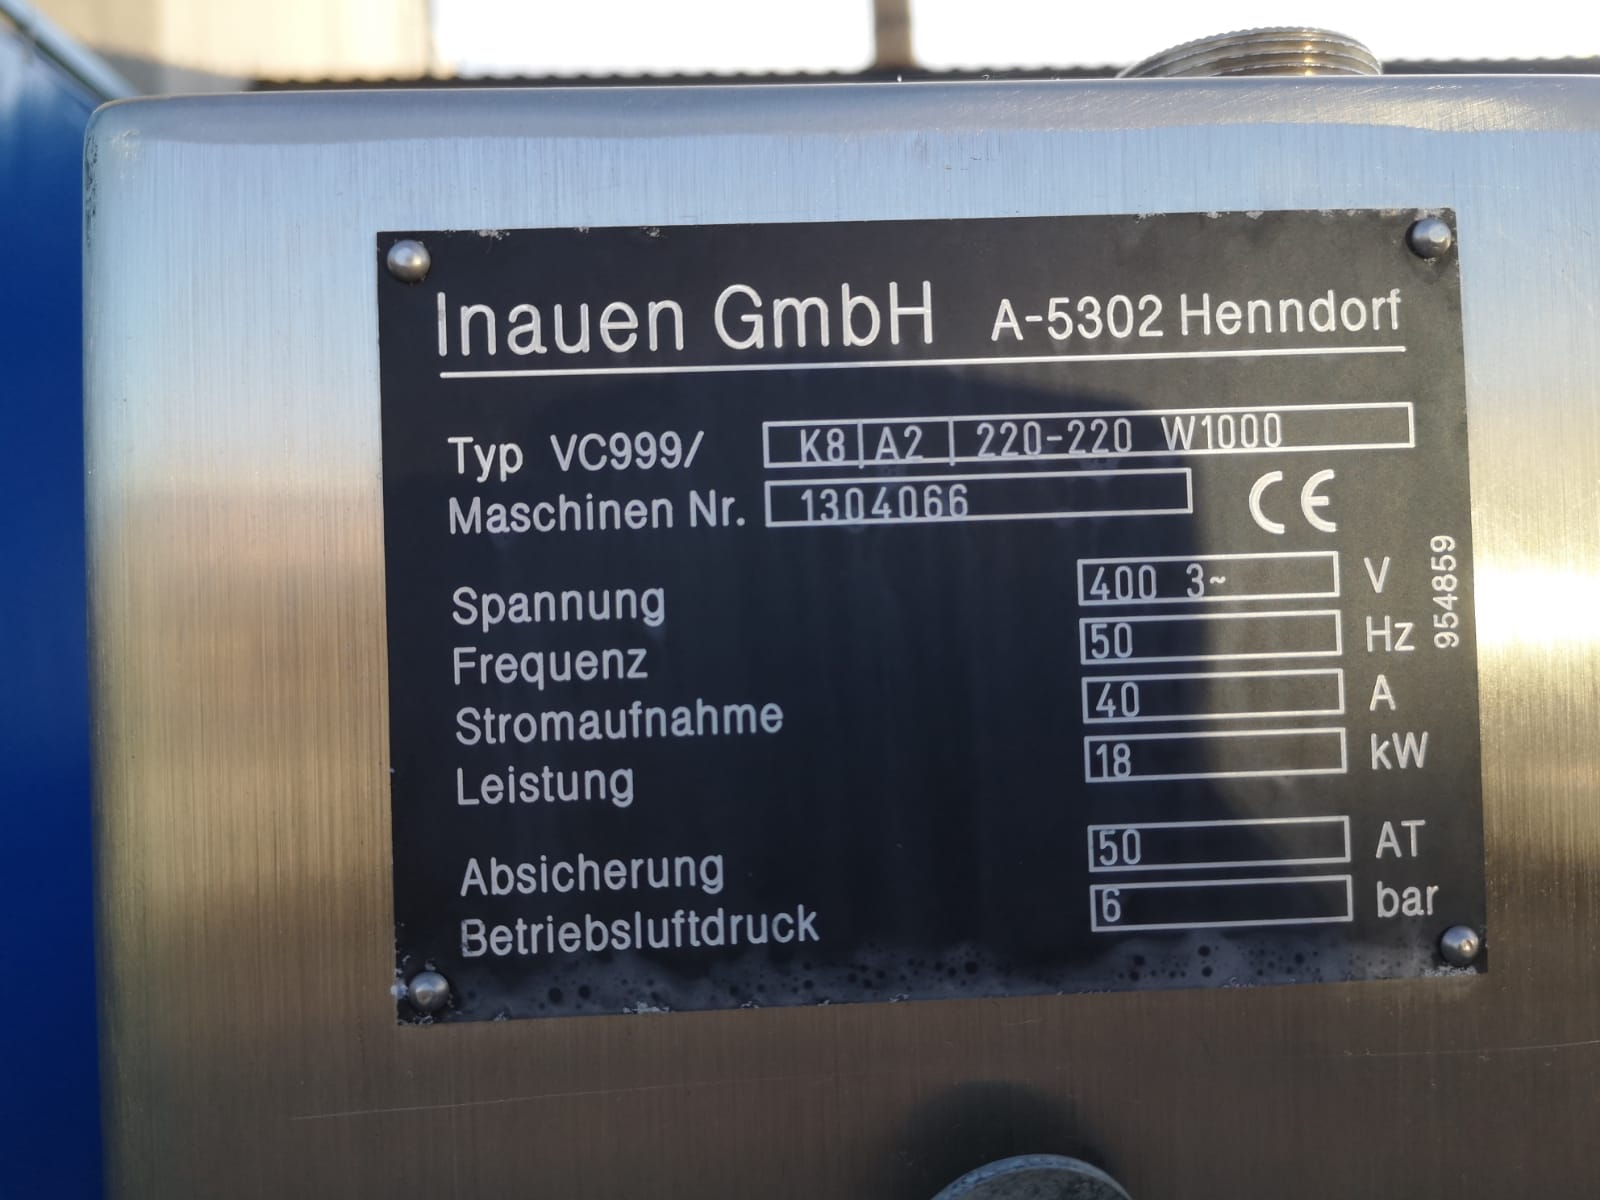 Inauen GmbH A-5302 Henndorf
Typ VC999/ K8|A2 | 220-220 W1000
Maschinen Nr. 1304066 CE
Spannung 400 3~ V
Frequenz 50 Hz
Stromaufnahme 40 A
Leistung 18 kW
Absicherung 50 AT
Betriebsluftdruck 6 bar
954859